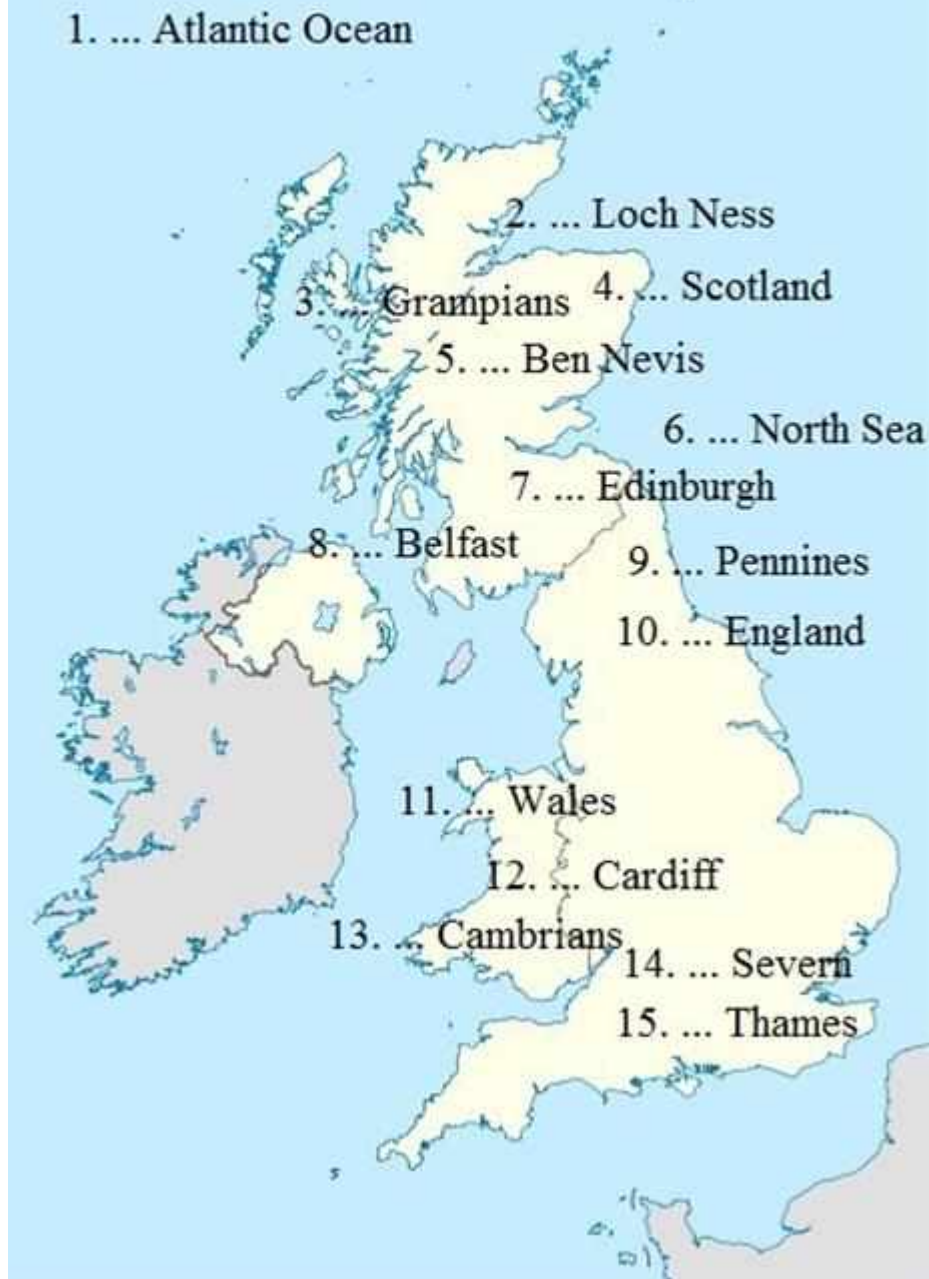 1. ... Atlantic Ocean
2. ... Loch Ness
3. ... Grampians
4. ... Scotland
5. ... Ben Nevis
6. ... North Sea
7. ... Edinburgh
8. ... Belfast
9. ... Pennines
10. ... England
11. ... Wales
12. ... Cardiff
13. ... Cambrians
14. ... Severn
15. ... Thames